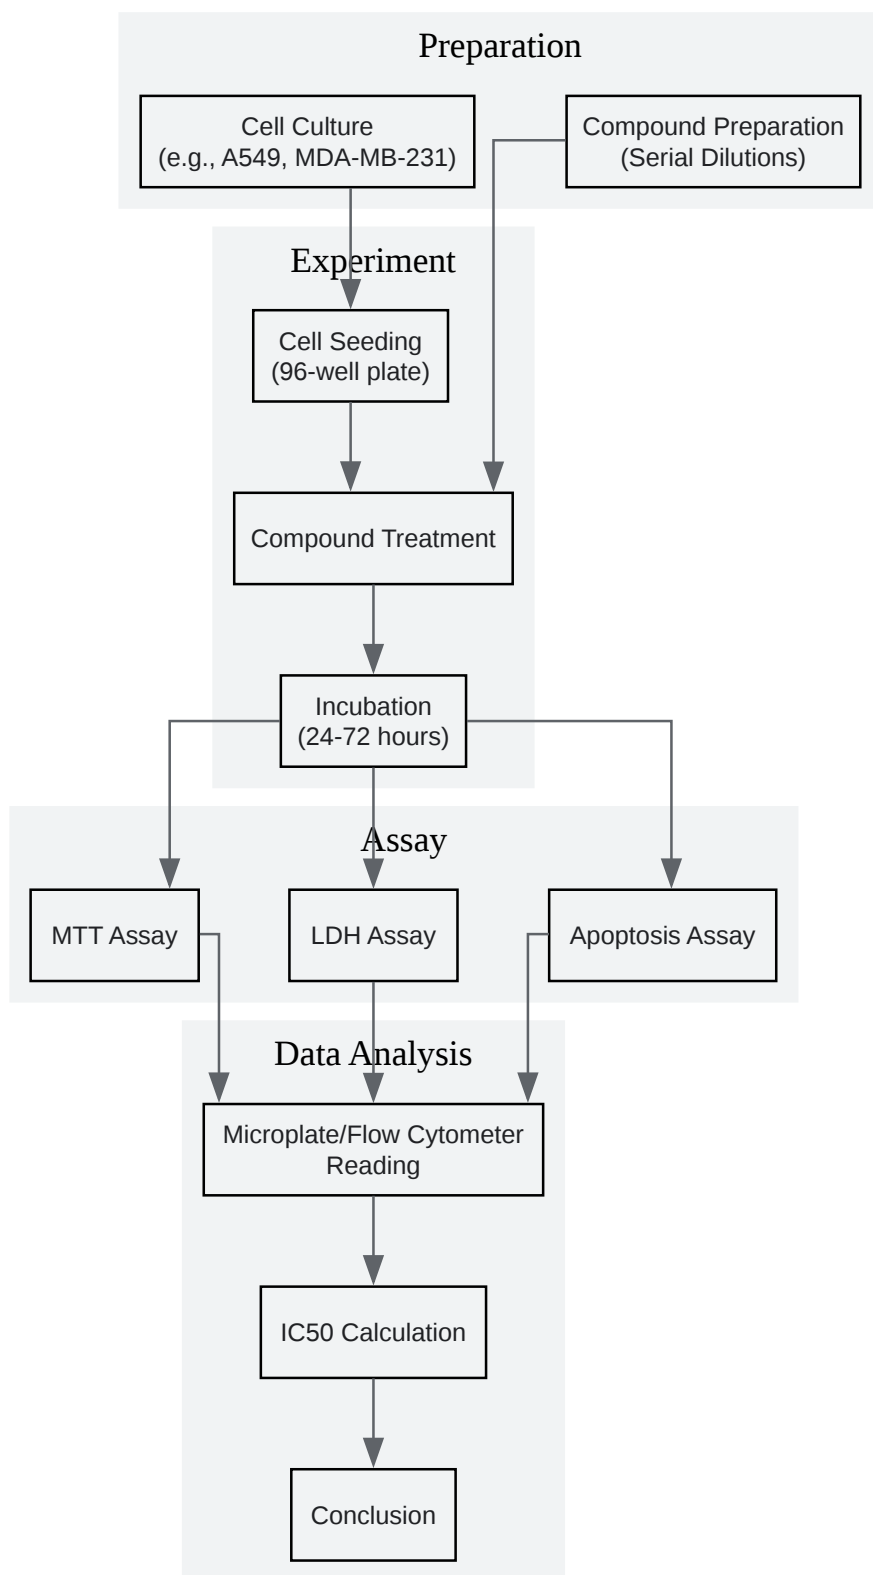 Preparation
Cell Culture
(e.g., A549, MDA-MB-231)
Compound Preparation
(Serial Dilutions)
Experiment
Cell Seeding
(96-well plate)
Compound Treatment
Incubation
(24-72 hours)
Assay
MTT Assay
LDH Assay
Apoptosis Assay
Data Analysis
Microplate/Flow Cytometer
Reading
IC50 Calculation
Conclusion